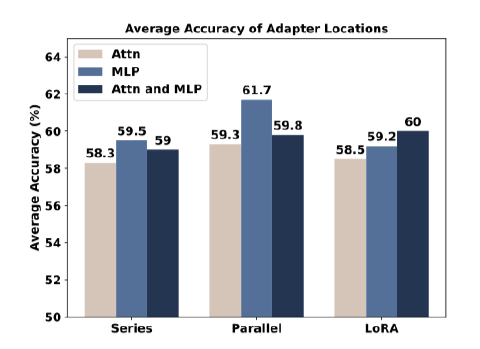 Average Accuracy of Adapter Locations
Attn
MLP
Attn and MLP
Average Accuracy (%)
64
62
60
58
56
54
52
50
58.3
59.5
59
59.3
61.7
59.8
58.5
59.2
60
Series
Parallel
LoRA